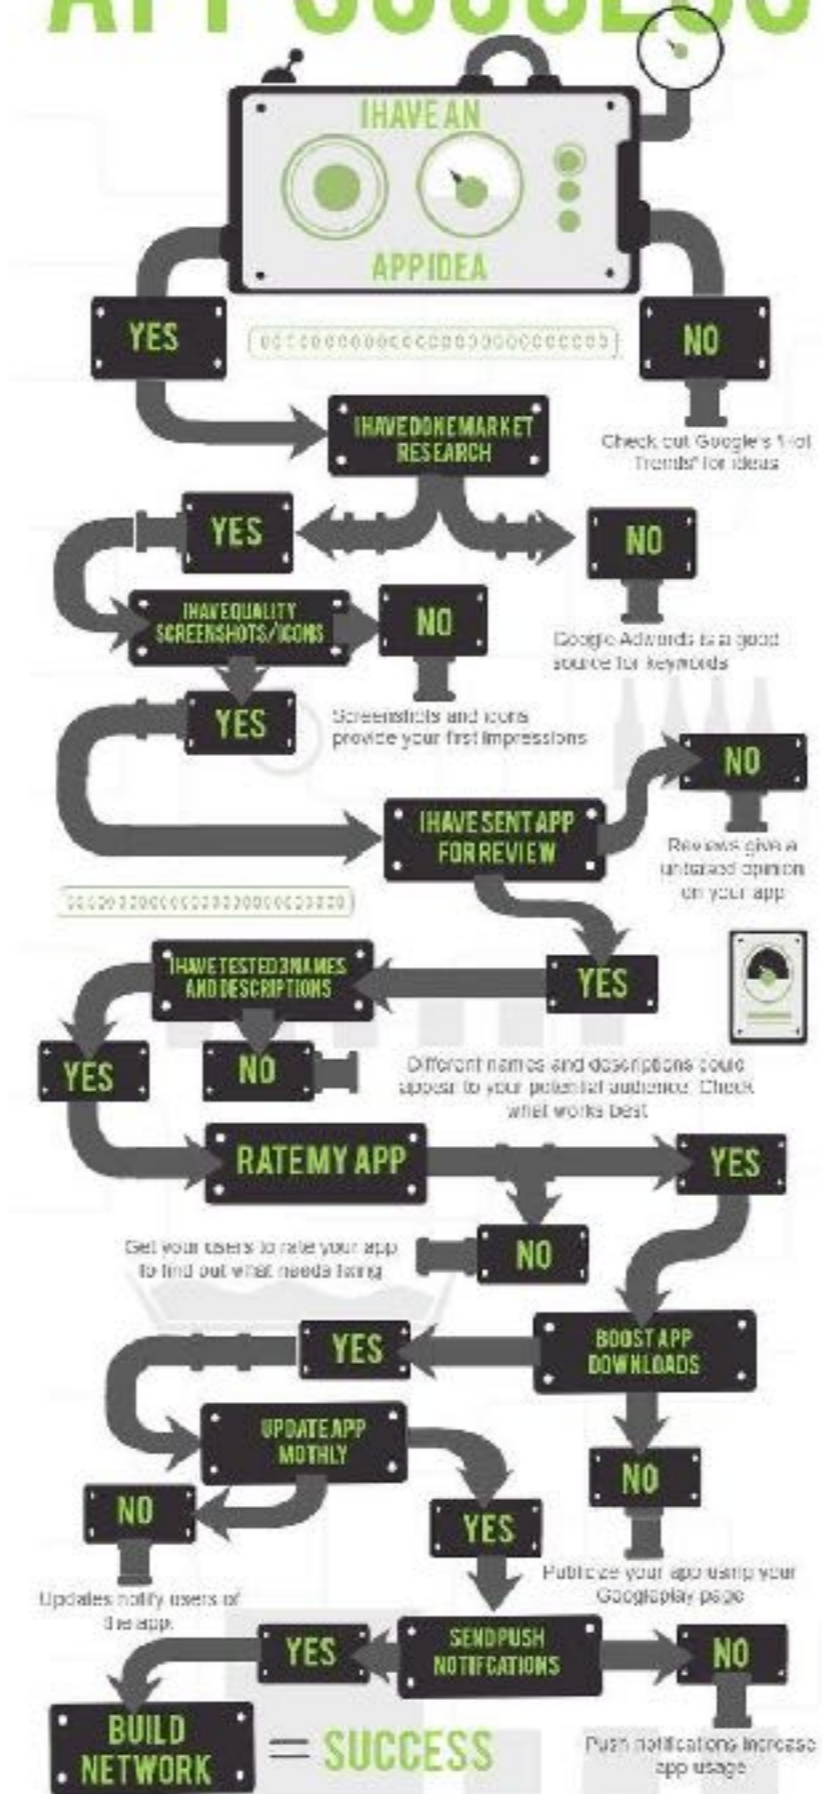 APP SUCCESS
I HAVE AN
APP IDEA
YES
NO
Check out Google's "Hot
Trends" for ideas
I HAVE DONE MARKET
RESEARCH
YES
NO
Google Adwords is a good
source for keywords
I HAVE QUALITY
SCREENSHOTS/ICONS
NO
Screenshots and icons
provide your first impressions
YES
NO
Reviews give a
unbaised opinion
on your app
I HAVE SENT APP
FOR REVIEW
YES
I HAVE TESTED 3 NAMES
AND DESCRIPTIONS
YES
NO
Different names and descriptions could
appear to your potential audience. Check
what works best
RATE MY APP
YES
NO
Get your users to rate your app
to find out what needs fixing
BOOST APP
DOWNLOADS
YES
NO
Publicize your app using your
Googleplay page
UPDATE APP
MOTHLY
NO
Updates notify users of
the app.
YES
SEND PUSH
NOTIFCATIONS
YES
NO
Push notifications increase
app usage
BUILD
NETWORK
= SUCCESS